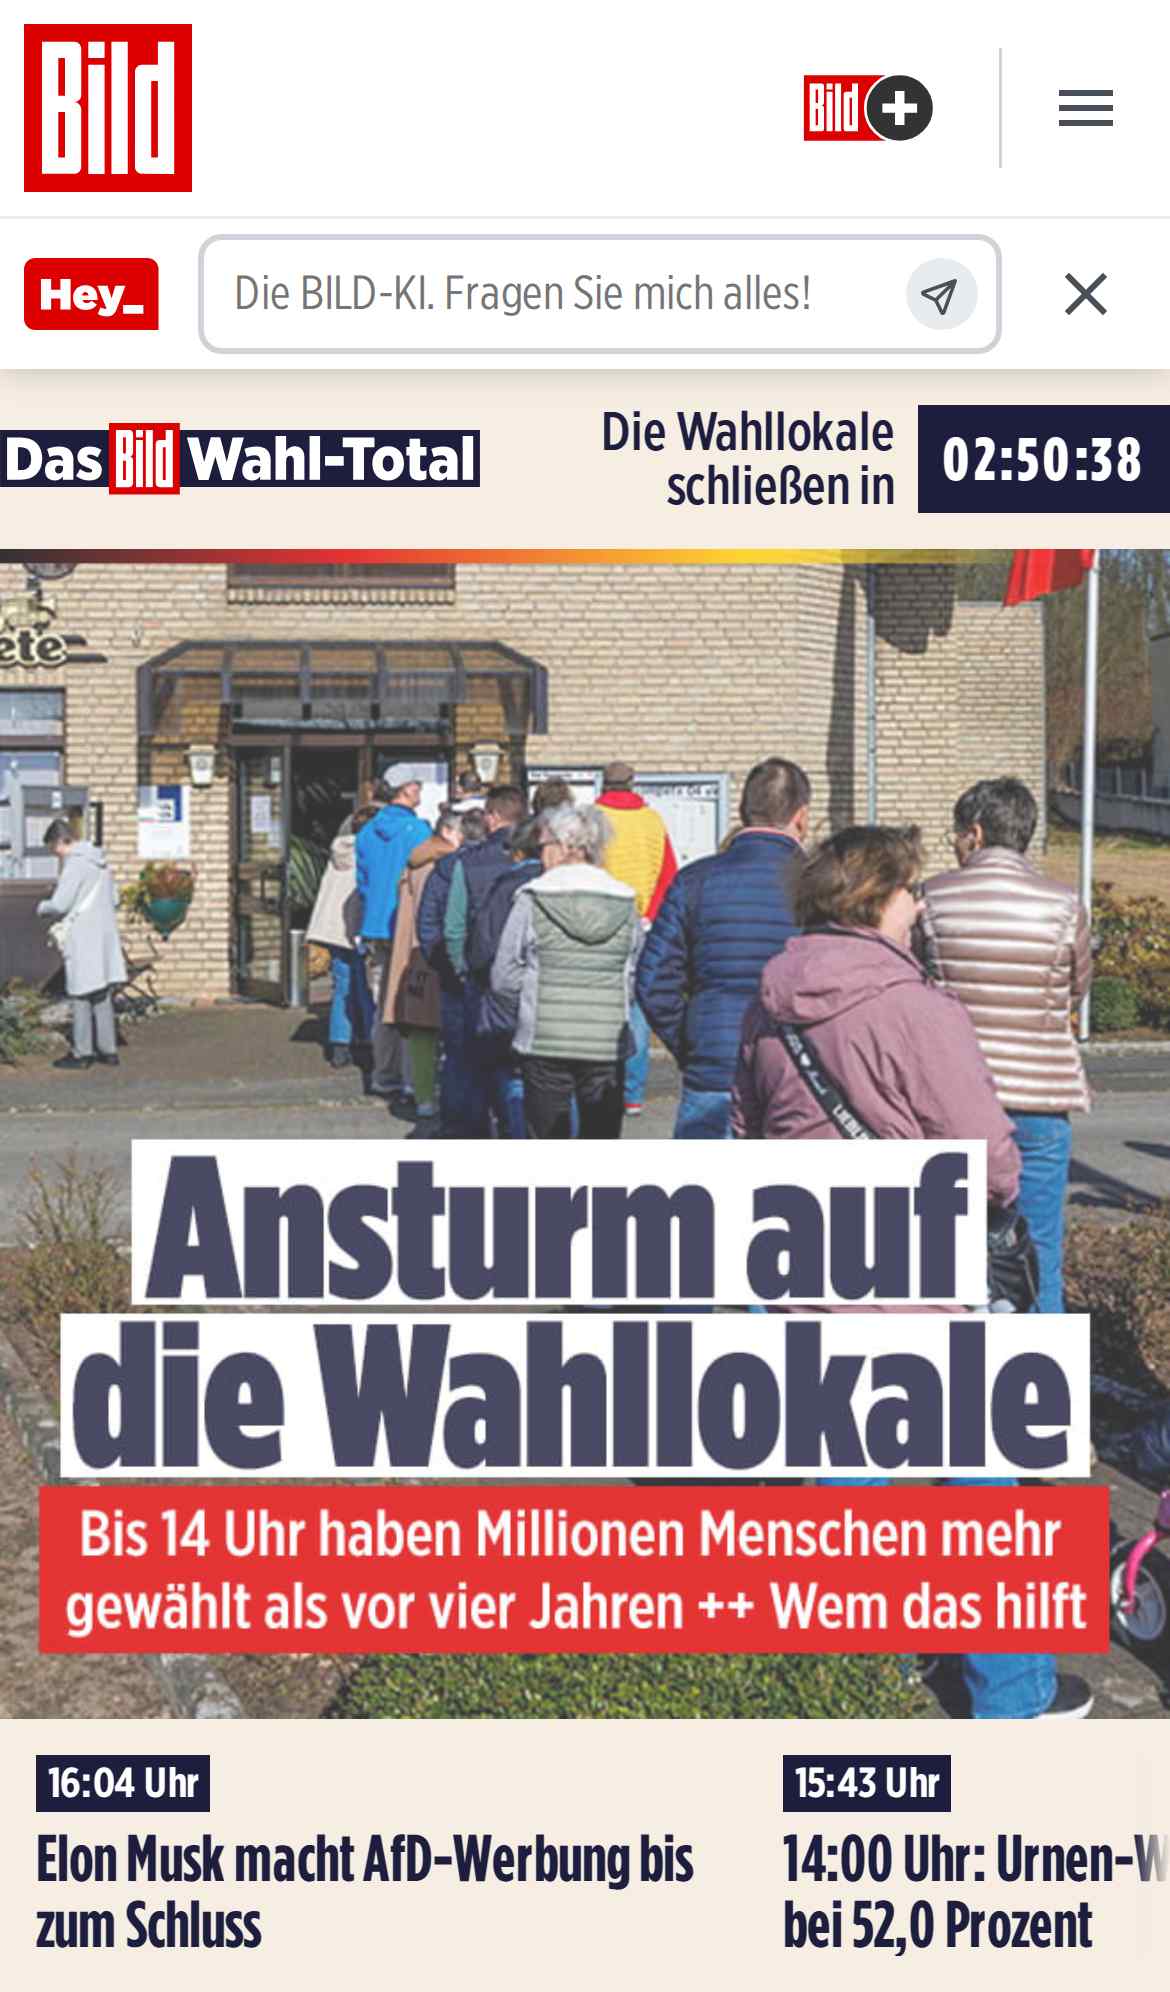 Bild
Bild
Hey_
Die BILD-KI. Fragen Sie mich alles!
Das Bild Wahl-Total
Die Wahllokale
schließen in
02:50:38
ete
Ansturm auf
die Wahllokale
Bis 14 Uhr haben Millionen Menschen mehr
gewählt als vor vier Jahren ++ Wem das hilft
16:04 Uhr
Elon Musk macht AfD-Werbung bis
zum Schluss
15:43 Uhr
14:00 Uhr: Urnen-W
bei 52,0 Prozent